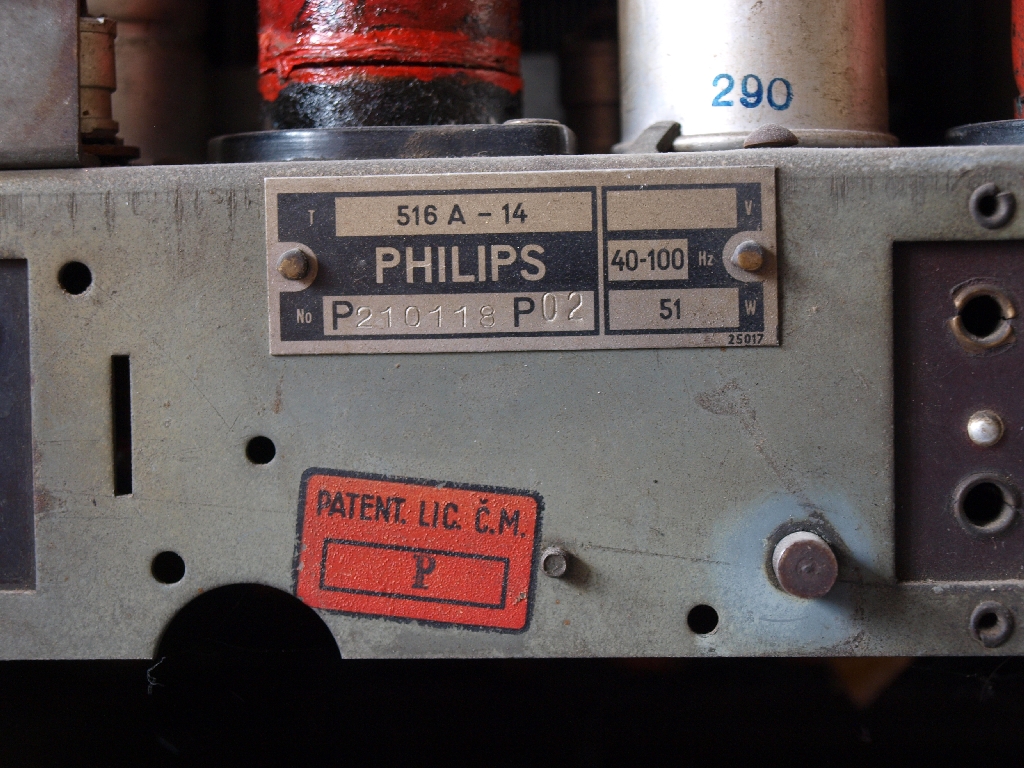 290
T 516 A - 14 V
PHILIPS 40-100 Hz
No P210118 P02 51 W
25017
PATENT. LIC. Č.M.
P